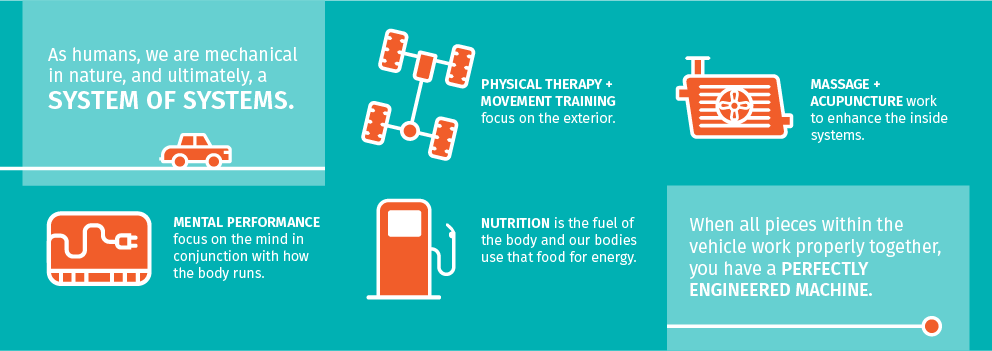 As humans, we are mechanical
in nature, and ultimately, a
SYSTEM OF SYSTEMS.
PHYSICAL THERAPY +
MOVEMENT TRAINING
focus on the exterior.
MASSAGE +
ACUPUNCTURE work
to enhance the inside
systems.
MENTAL PERFORMANCE
focus on the mind in
conjunction with how
the body runs.
NUTRITION is the fuel of
the body and our bodies
use that food for energy.
When all pieces within the
vehicle work properly together,
you have a PERFECTLY
ENGINEERED MACHINE.